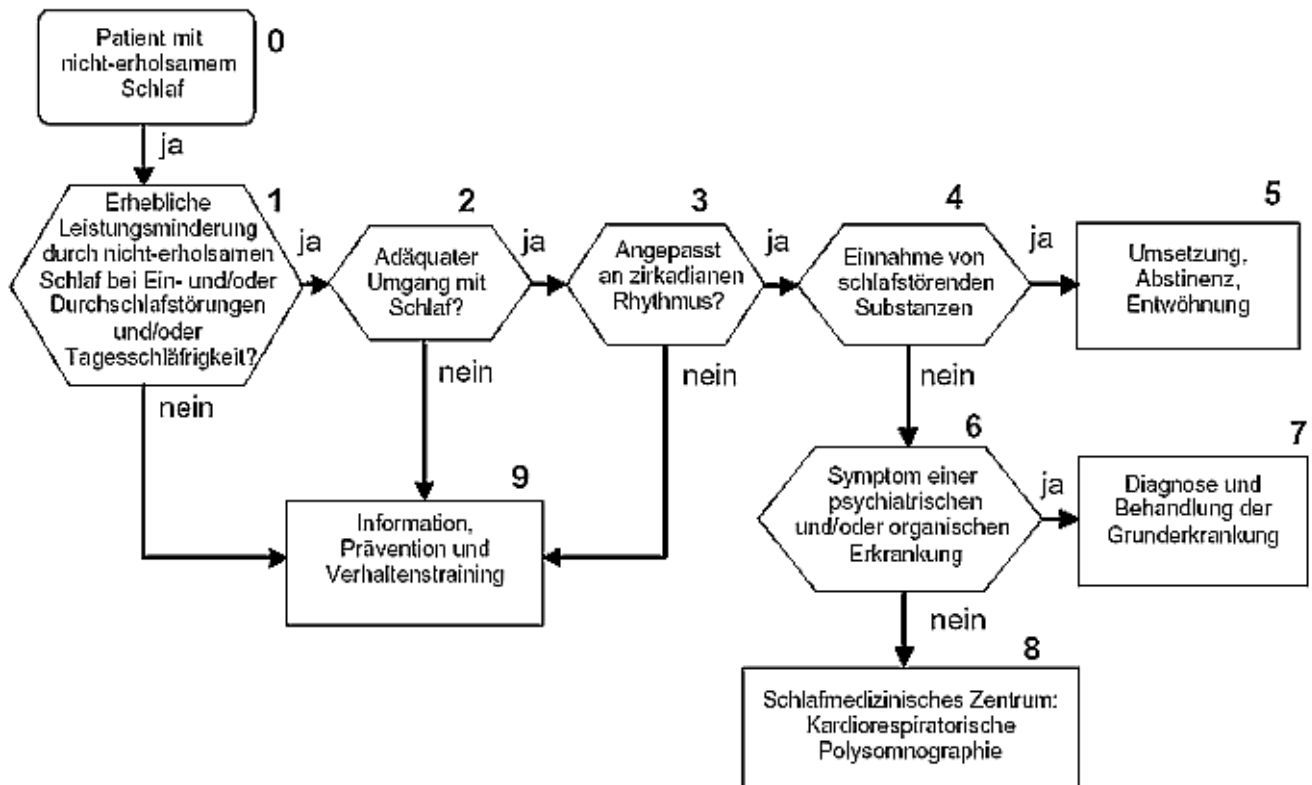 Patient mit
nicht-erholsamem
Schlaf
0
ja
Erhebliche
Leistungsminderung
durch nicht-erholsamen
Schlaf bei Ein- und/oder
Durchschlafstörungen
und/oder
Tagesschläfrigkeit?
1
ja
nein
Adäquater
Umgang mit
Schlaf?
2
ja
nein
Angepasst
an zirkadianen
Rhythmus?
3
ja
nein
Einnahme von
schlafstörenden
Substanzen
4
ja
nein
Umsetzung,
Abstinenz,
Entwöhnung
5
Symptom einer
psychiatrischen
und/oder organischen
Erkrankung
6
ja
nein
Diagnose und
Behandlung der
Grunderkrankung
7
Schlafmedizinisches Zentrum:
Kardiorespiratorische
Polysomnographie
8
Information,
Prävention und
Verhaltenstraining
9